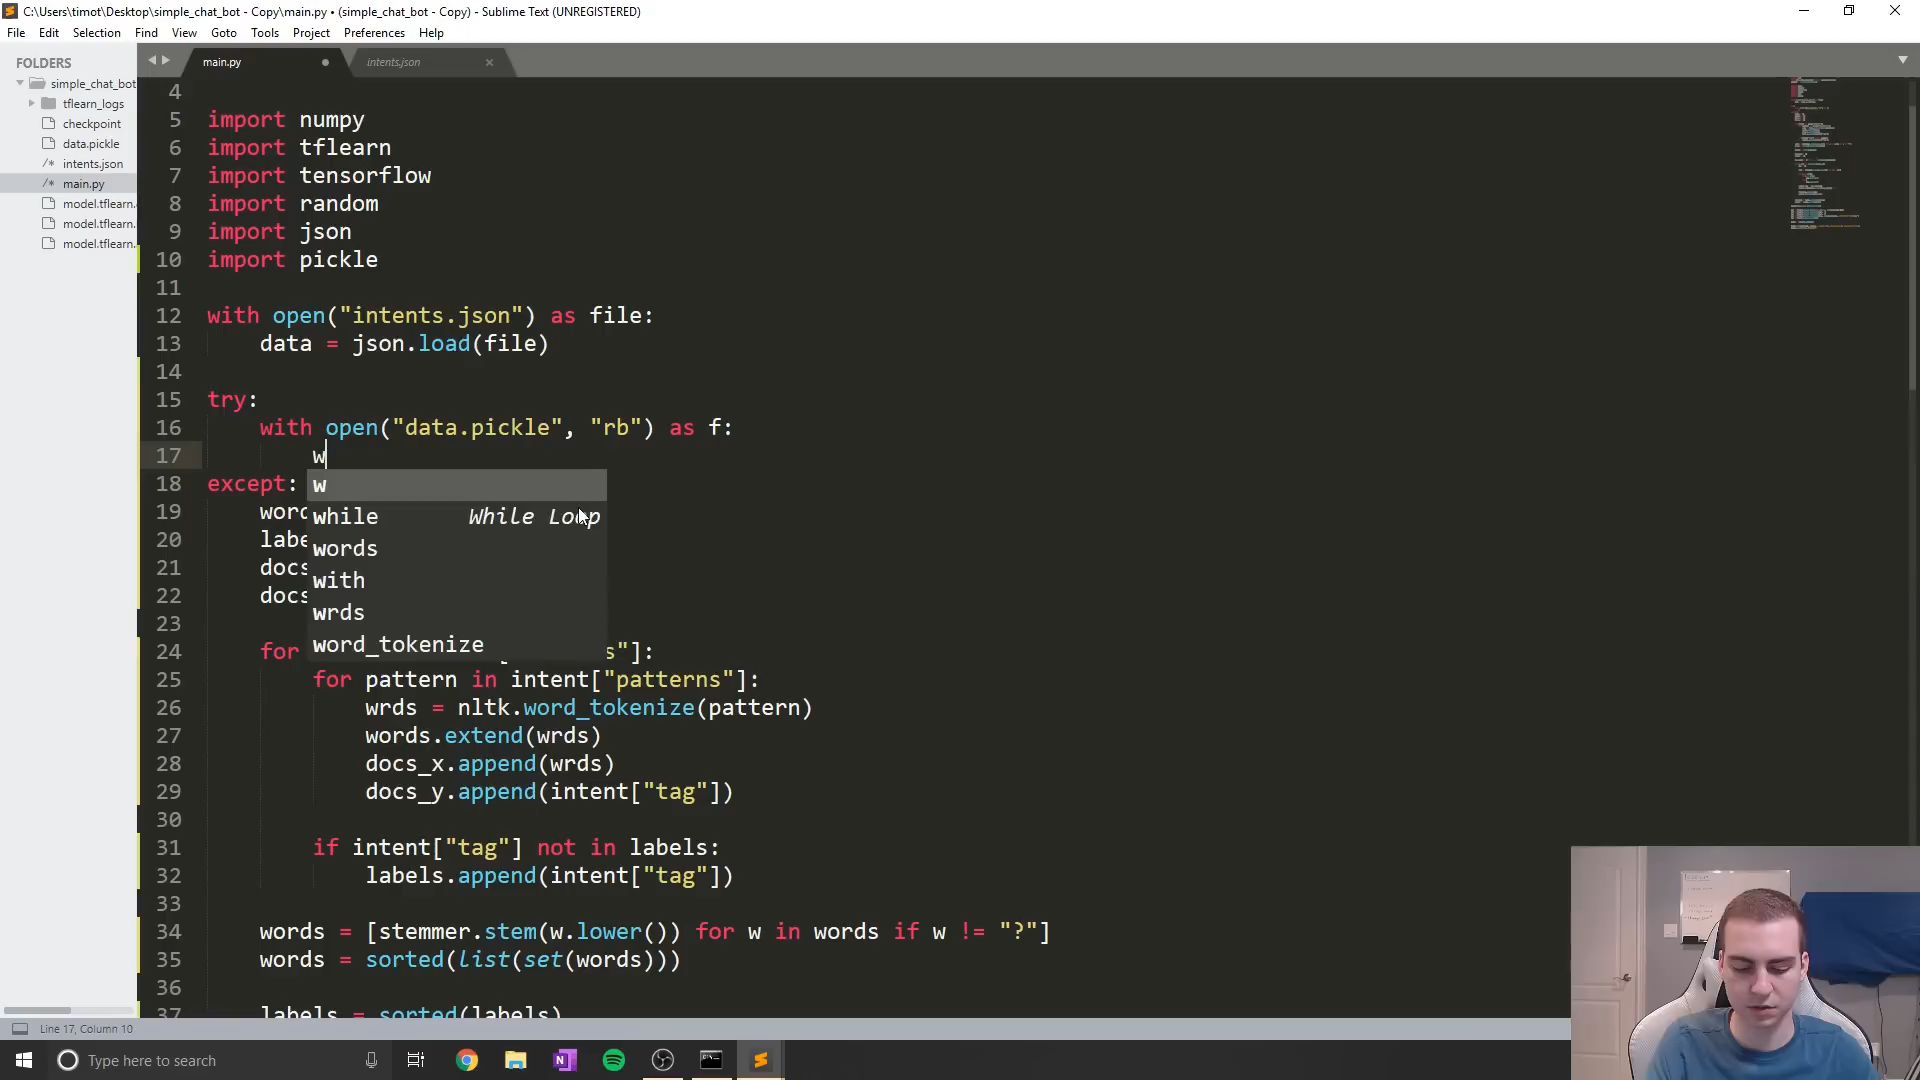 C:\Users\timot\Desktop\simple_chat_bot - Copy\main.py • (simple_chat_bot - Copy) - Sublime Text (UNREGISTERED)
File Edit Selection Find View Goto Tools Project Preferences Help
FOLDERS
simple_chat_bot
tflearn_logs
checkpoint
data.pickle
intents.json
main.py
model.tflearn.
model.tflearn.
model.tflearn.
main.py
intents.json
4
5 import numpy
6 import tflearn
7 import tensorflow
8 import random
9 import json
10 import pickle
11
12 with open("intents.json") as file:
13 data = json.load(file)
14
15 try:
16 with open("data.pickle", "rb") as f:
17 w
18 except:
19 word
20 labe
21 docs
22 docs
23
24 for s"]:
25 for pattern in intent["patterns"]:
26 wrds = nltk.word_tokenize(pattern)
27 words.extend(wrds)
28 docs_x.append(wrds)
29 docs_y.append(intent["tag"])
30
31 if intent["tag"] not in labels:
32 labels.append(intent["tag"])
33
34 words = [stemmer.stem(w.lower()) for w in words if w != "?"]
35 words = sorted(list(set(words)))
36
37 labels = sorted(labels)
w
while While Loop
words
with
wrds
word_tokenize
Line 17, Column 10
Type here to search